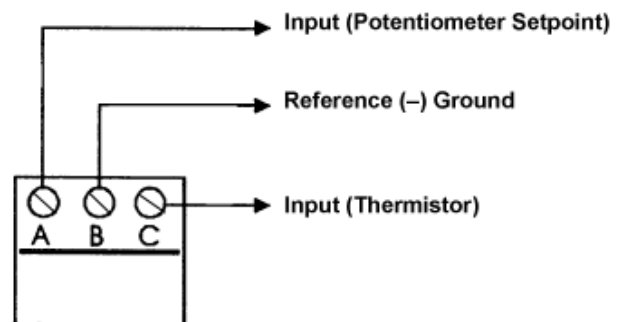 Input (Potentiometer Setpoint)
Reference (–) Ground
Input (Thermistor)
A B C